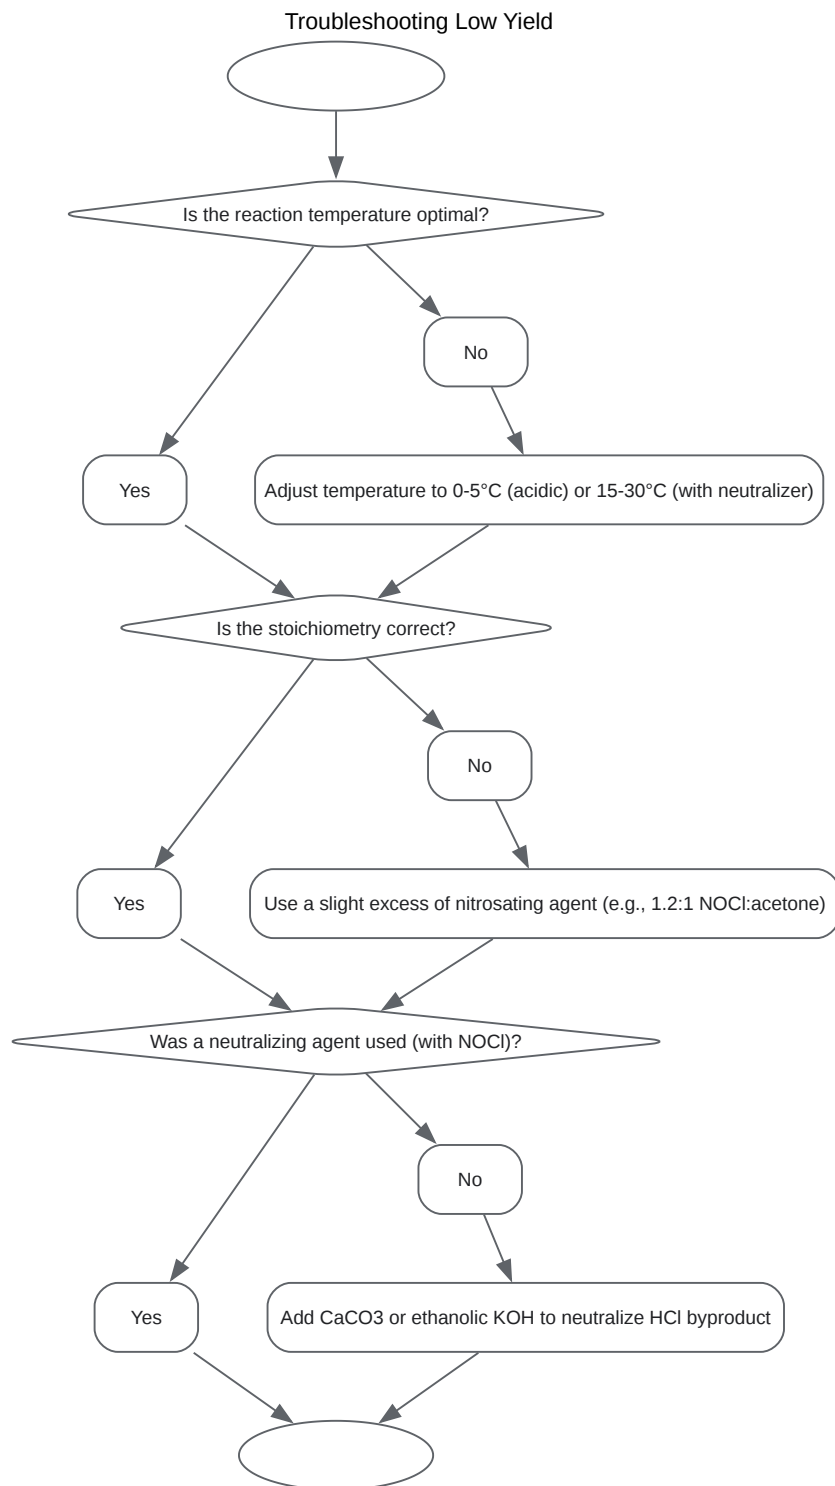 Troubleshooting Low Yield
Is the reaction temperature optimal?
No
Yes
Adjust temperature to 0-5°C (acidic) or 15-30°C (with neutralizer)
Is the stoichiometry correct?
No
Yes
Use a slight excess of nitrosating agent (e.g., 1.2:1 NOCl:acetone)
Was a neutralizing agent used (with NOCl)?
No
Yes
Add CaCO3 or ethanolic KOH to neutralize HCl byproduct